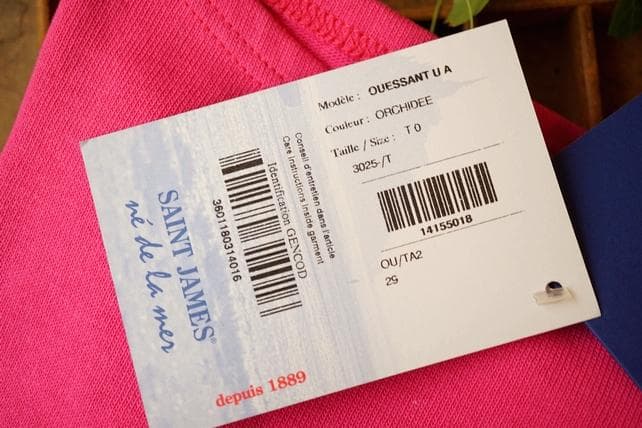 Modèle : OUESSANT U A
Couleur : ORCHIDEE
Taille / Size : T 0
3025-/T
14155018
OU/TA2
29
Conseil d'entretien dans l'article
Care Instructions inside garment
Identification GENCOD
3601180314016
SAINT JAMES®
né de la mer
depuis 1889